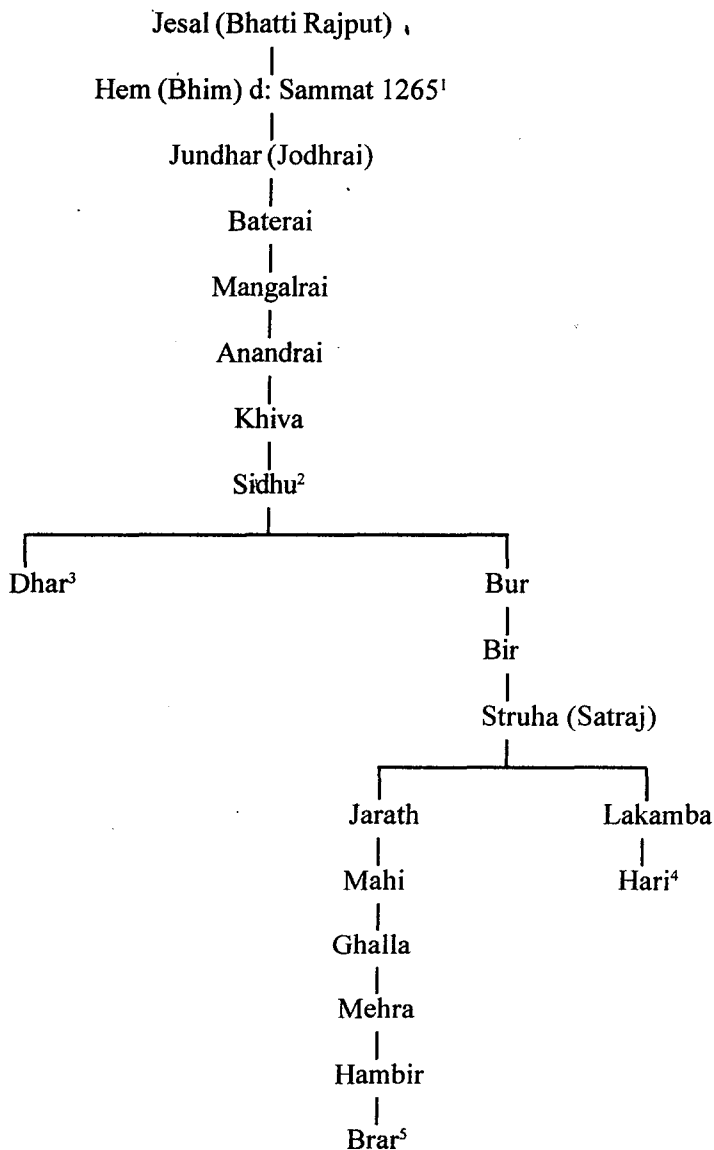 Jesal (Bhatti Rajput)
Hem (Bhim) d: Sammat 1265¹
Jundhar (Jodhrai)
Baterai
Mangalrai
Anandrai
Khiva
Sidhu²
Dhar³ Bur
Bir
Struha (Satraj)
Jarath Lakamba
Mahi Hari⁴
Ghalla
Mehra
Hambir
Brar⁵